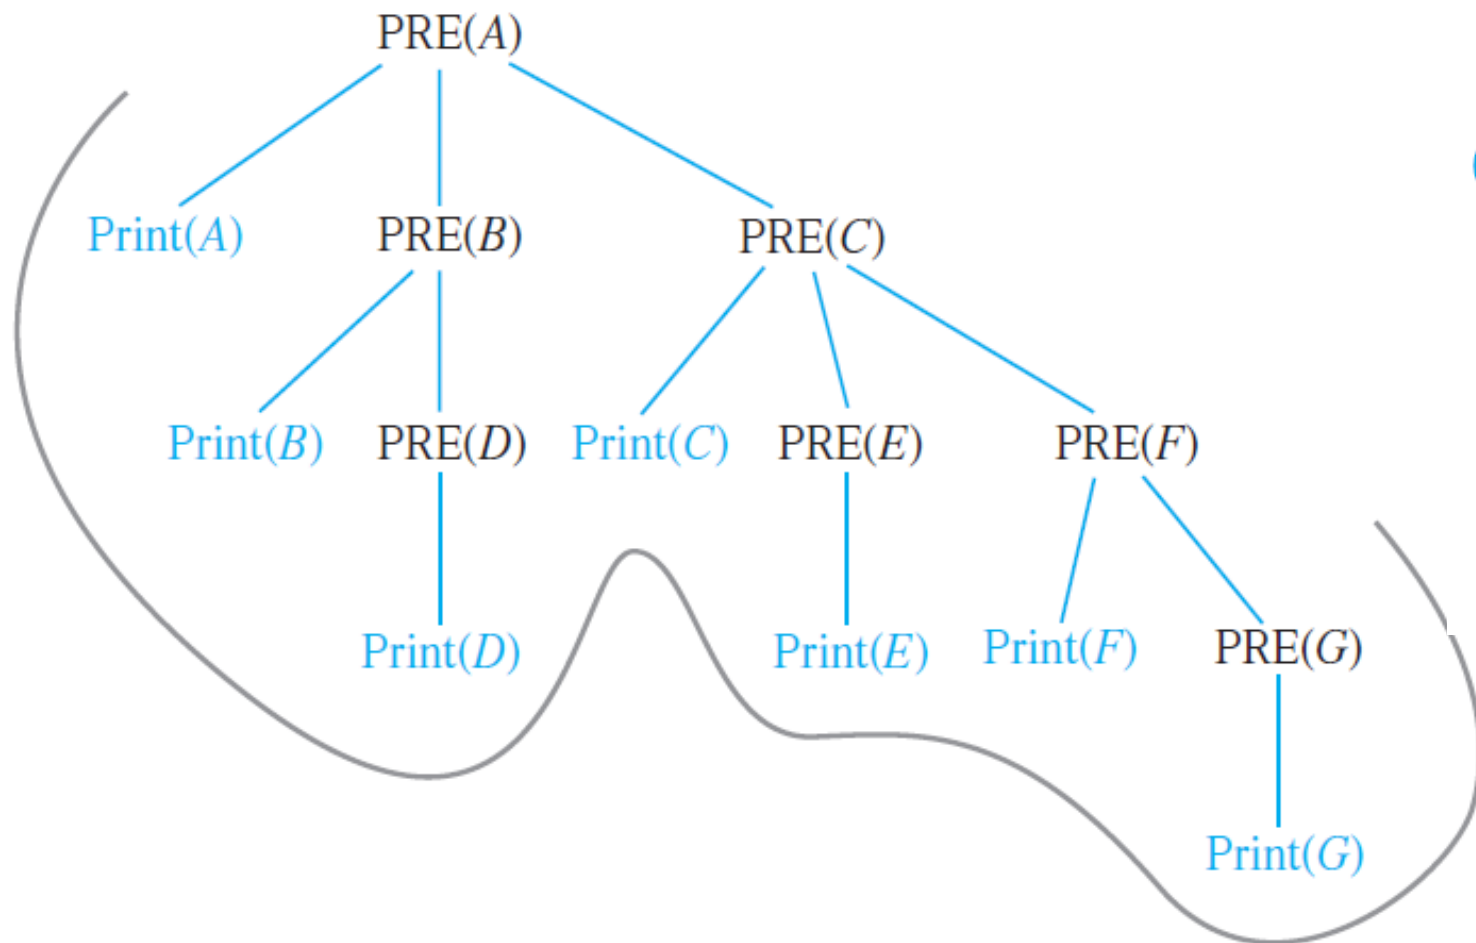 PRE(A)
Print(A) PRE(B) PRE(C)
Print(B) PRE(D) Print(C) PRE(E) PRE(F)
Print(D) Print(E) Print(F) PRE(G)
Print(G)